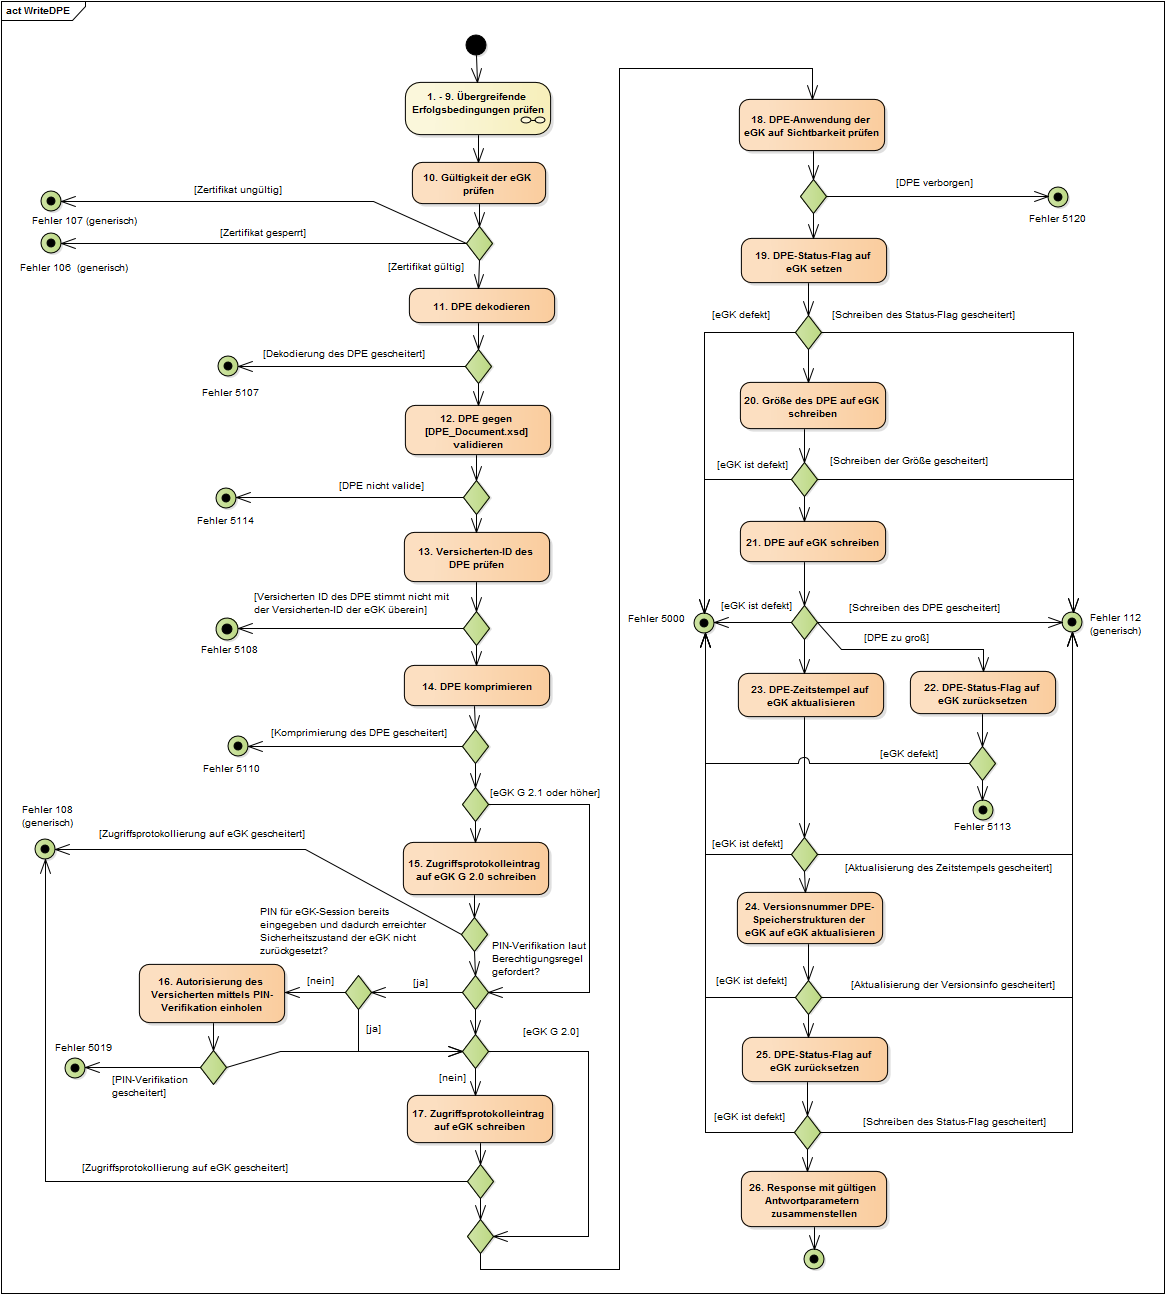 act WriteDPE
1. - 9. Übergreifende
Erfolgsbedingungen prüfen
10. Gültigkeit der eGK
prüfen
[Zertifikat ungültig]
Fehler 107 (generisch)
[Zertifikat gesperrt]
Fehler 106  (generisch)
[Zertifikat gültig]
11. DPE dekodieren
[Dekodierung des DPE gescheitert]
Fehler 5107
12. DPE gegen
[DPE_Document.xsd]
validieren
[DPE nicht valide]
Fehler 5114
13. Versicherten-ID des
DPE prüfen
[Versicherten ID des DPE stimmt nicht mit
der Versicherten-ID der eGK überein]
Fehler 5108
14. DPE komprimieren
[Komprimierung des DPE gescheitert]
Fehler 5110
[eGK G 2.1 oder höher]
Fehler 108
(generisch)
[Zugriffsprotokollierung auf eGK gescheitert]
15. Zugriffsprotokolleintrag
auf eGK G 2.0 schreiben
PIN für eGK-Session bereits
eingegeben und dadurch erreichter
Sicherheitszustand der eGK nicht
zurückgesetzt?
PIN-Verifikation laut
Berechtigungsregel
gefordert?
16. Autorisierung des
Versicherten mittels PIN-
Verifikation einholen
[nein]
[ja]
[ja]
[eGK G 2.0]
Fehler 5019
[PIN-Verifikation
gescheitert]
[nein]
17. Zugriffsprotokolleintrag
auf eGK schreiben
[Zugriffsprotokollierung auf eGK gescheitert]
18. DPE-Anwendung der
eGK auf Sichtbarkeit prüfen
[DPE verborgen]
Fehler 5120
19. DPE-Status-Flag auf
eGK setzen
[eGK defekt]
[Schreiben des Status-Flag gescheitert]
20. Größe des DPE auf eGK
schreiben
[eGK ist defekt]
[Schreiben der Größe gescheitert]
21. DPE auf eGK schreiben
[eGK ist defekt]
[Schreiben des DPE gescheitert]
Fehler 5000
Fehler 112
(generisch)
[DPE zu groß]
23. DPE-Zeitstempel auf
eGK aktualisieren
22. DPE-Status-Flag auf
eGK zurücksetzen
[eGK defekt]
Fehler 5113
[eGK ist defekt]
[Aktualisierung des Zeitstempels gescheitert]
24. Versionsnummer DPE-
Speicherstrukturen der
eGK auf eGK aktualisieren
[eGK ist defekt]
[Aktualisierung der Versionsinfo gescheitert]
25. DPE-Status-Flag auf
eGK zurücksetzen
[eGK ist defekt]
[Schreiben des Status-Flag gescheitert]
26. Response mit gültigen
Antwortparametern
zusammenstellen